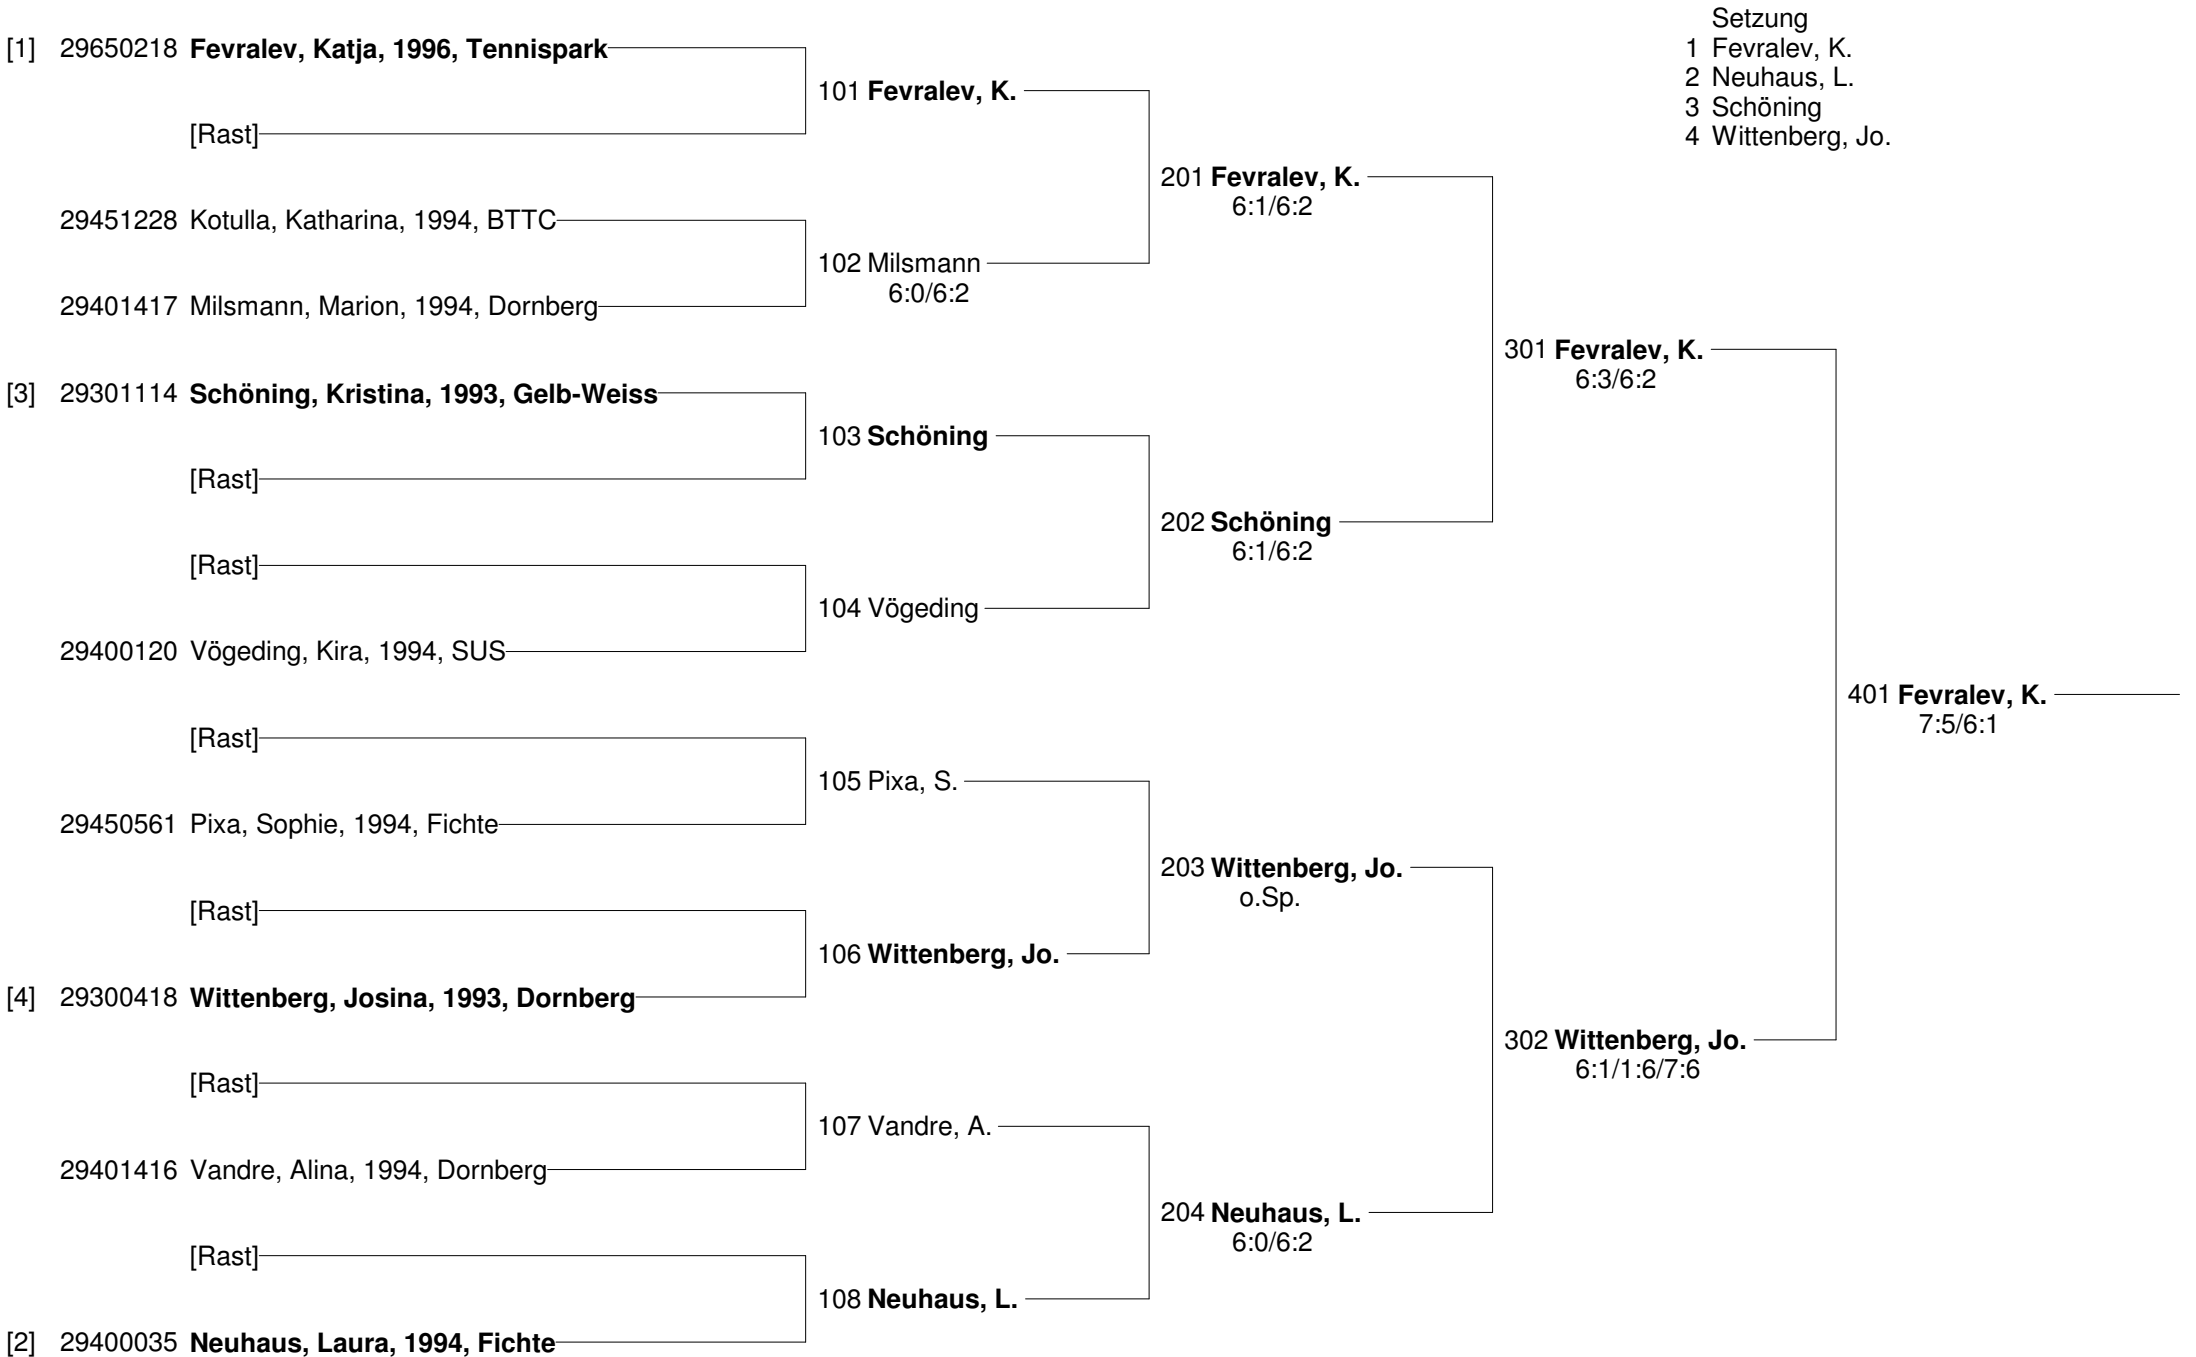 Setzung
1 Fevralev, K.
2 Neuhaus, L.
3 Schöning
4 Wittenberg, Jo.
[1] 29650218 Fevralev, Katja, 1996, Tennispark
[Rast]
29451228 Kotulla, Katharina, 1994, BTTC
29401417 Milsmann, Marion, 1994, Dornberg
[3] 29301114 Schöning, Kristina, 1993, Gelb-Weiss
[Rast]
[Rast]
29400120 Vögeding, Kira, 1994, SUS
[Rast]
29450561 Pixa, Sophie, 1994, Fichte
[Rast]
[4] 29300418 Wittenberg, Josina, 1993, Dornberg
[Rast]
29401416 Vandre, Alina, 1994, Dornberg
[Rast]
[2] 29400035 Neuhaus, Laura, 1994, Fichte
101 Fevralev, K.
102 Milsmann
6:0/6:2
103 Schöning
104 Vögeding
105 Pixa, S.
106 Wittenberg, Jo.
107 Vandre, A.
108 Neuhaus, L.
201 Fevralev, K.
6:1/6:2
202 Schöning
6:1/6:2
203 Wittenberg, Jo.
o.Sp.
204 Neuhaus, L.
6:0/6:2
301 Fevralev, K.
6:3/6:2
302 Wittenberg, Jo.
6:1/1:6/7:6
401 Fevralev, K.
7:5/6:1